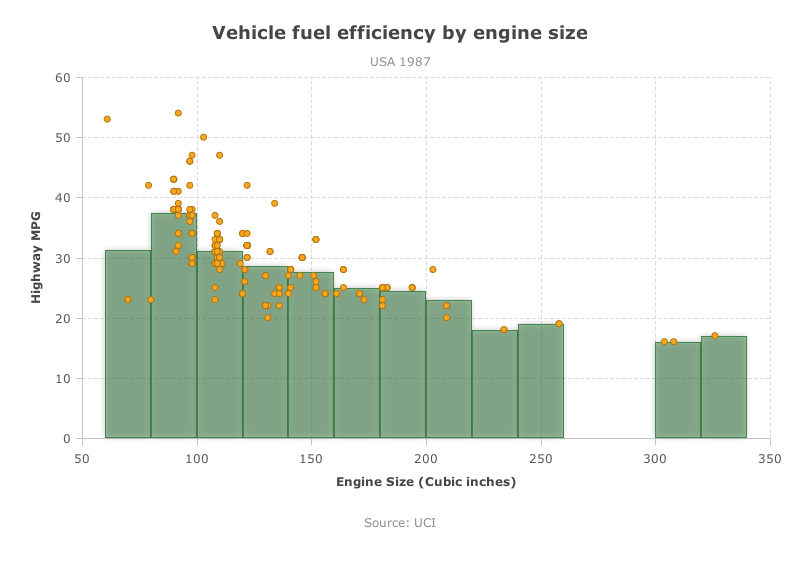 Vehicle fuel efficiency by engine size
USA 1987
60
50
40
30
20
10
0
Highway MPG
50 100 150 200 250 300 350
Engine Size (Cubic inches)
Source: UCI